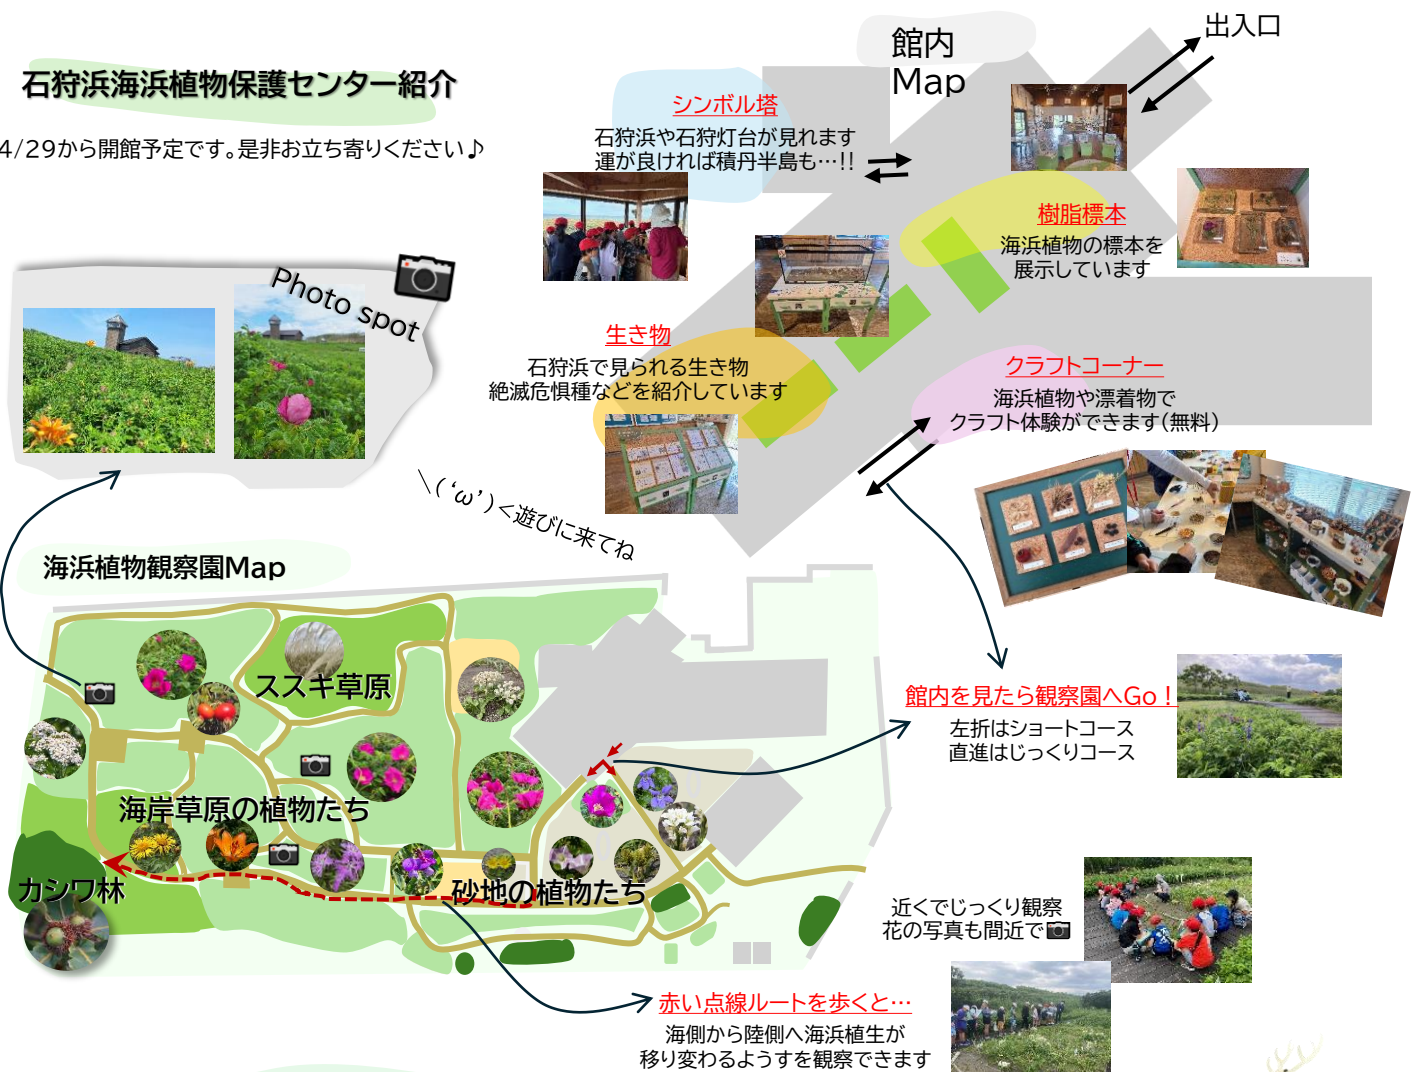 石狩浜海浜植物保護センター紹介
4/29から開館予定です。是非お立ち寄りください♪
館内
Map
出入口
シンボル塔
石狩浜や石狩灯台が見れます
運が良ければ積丹半島も…!!
樹脂標本
海浜植物の標本を
展示しています
Photo spot
生き物
石狩浜で見られる生き物
絶滅危惧種などを紹介しています
クラフトコーナー
海浜植物や漂着物で
クラフト体験ができます(無料)
\(‘ω’)<遊びに来てね
海浜植物観察園Map
ススキ草原
海岸草原の植物たち
カシワ林
砂地の植物たち
館内を見たら観察園へGo!
左折はショートコース
直進はじっくりコース
近くでじっくり観察
花の写真も間近で📷
赤い点線ルートを歩くと…
海側から陸側へ海浜植生が
移り変わるようすを観察できます